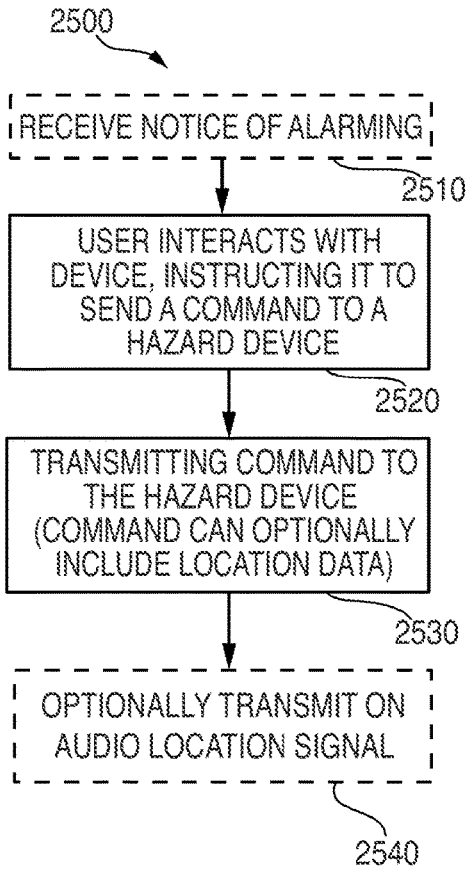 2500
RECEIVE NOTICE OF ALARMING
2510
USER INTERACTS WITH
DEVICE, INSTRUCTING IT TO
SEND A COMMAND TO A
HAZARD DEVICE
2520
TRANSMITTING COMMAND TO
THE HAZARD DEVICE
(COMMAND CAN OPTIONALLY
INCLUDE LOCATION DATA)
2530
OPTIONALLY TRANSMIT ON
AUDIO LOCATION SIGNAL
2540